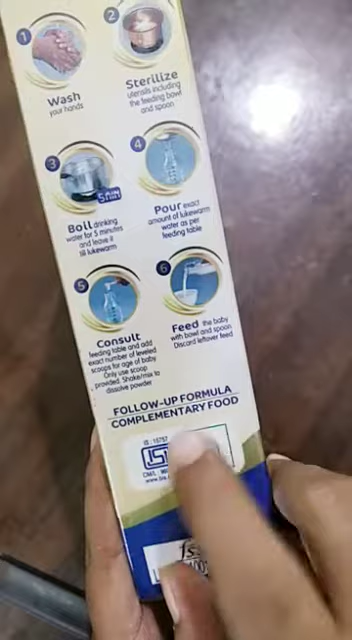 1
Wash
your hands
2
Sterilize
utensils including
the feeding bowl
and spoon
3
5 MIN
Boil drinking
water for 5 minutes
and leave it
till lukewarm
4
Pour exact
amount of lukewarm
water as per
feeding table
5
Consult
feeding table and add
exact number of leveled
scoops for age of baby
Only use scoop
provided. Shake/mix to
dissolve powder
6
Feed the baby
with bowl and spoon
Discard leftover feed
FOLLOW-UP FORMULA
COMPLEMENTARY FOOD
IS : 15757
ISI